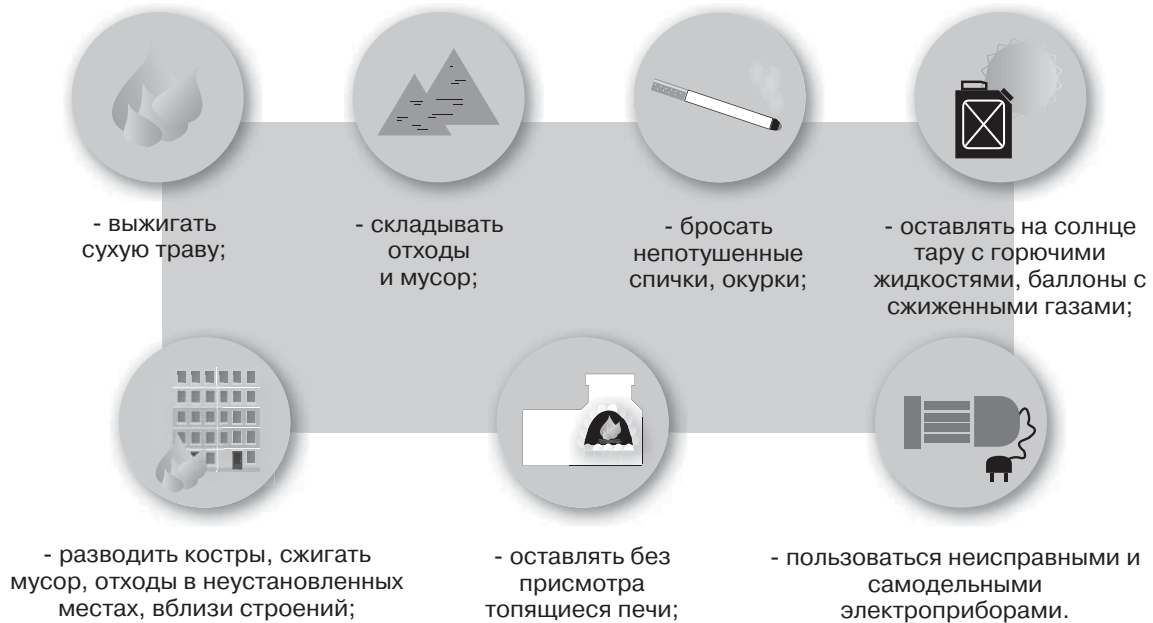 - выжигать
сухую траву;
- складывать
отходы
и мусор;
- бросать
непотушенные
спички, окурки;
- оставлять на солнце
тару с горючими
жидкостями, баллоны с
сжиженными газами;
- разводить костры, сжигать
мусор, отходы в неустановленных
местах, вблизи строений;
- оставлять без
присмотра
топящиеся печи;
- пользоваться неисправными и
самодельными
электроприборами.